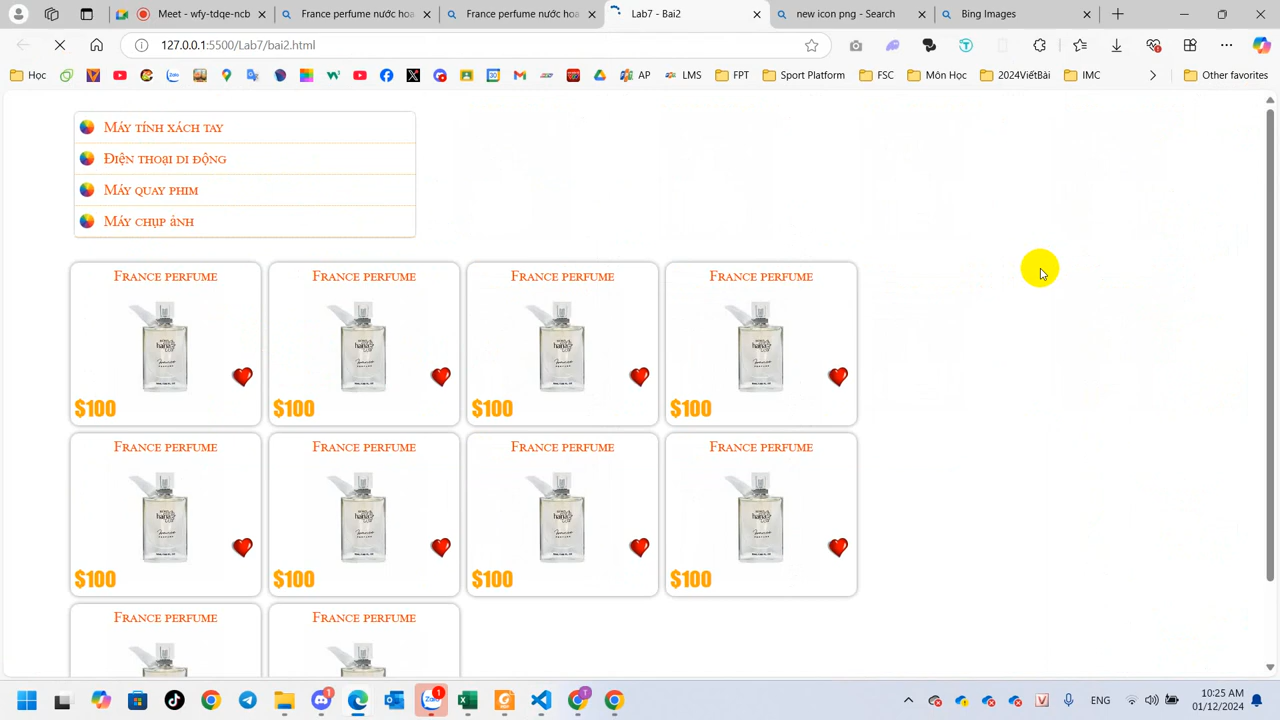 Meet - wty-tdge-ncb
France perfume nước hoa
France perfume nước hoa
Lab7 - Bai2
new icon png - Search
Bing Images
127.0.0.1:5500/Lab7/bai2.html
Học
AP
LMS
FPT
Sport Platform
FSC
Môn Học
2024ViếtBài
IMC
Other favorites
Máy tính xách tay
Điện thoại di động
Máy quay phim
Máy chụp ảnh
France perfume
France perfume
France perfume
France perfume
$100
$100
$100
$100
France perfume
France perfume
France perfume
France perfume
$100
$100
$100
$100
France perfume
France perfume
ENG
10:25 AM
01/12/2024